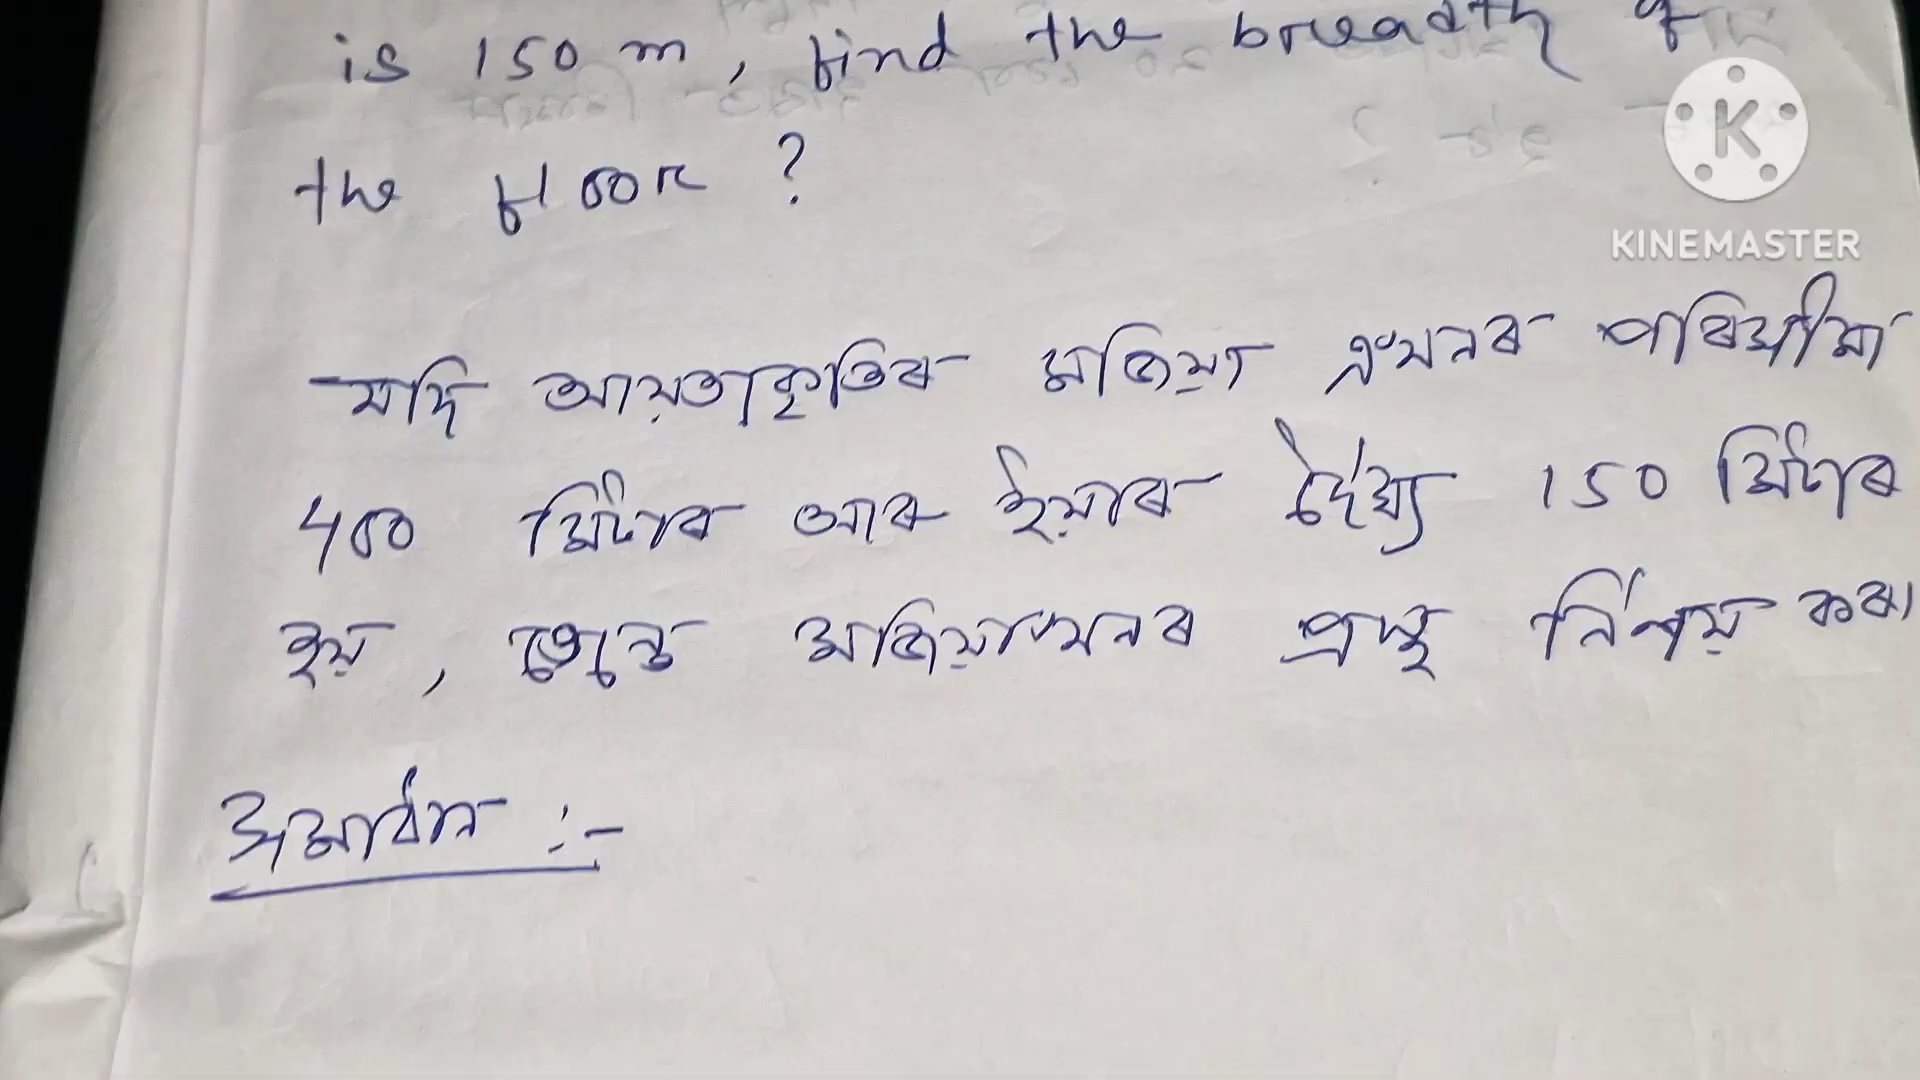 is 150 m, find the breadth of
the floor ?
KINEMASTER
যদি আয়তাকৃতিৰ মজিয়া এখনৰ পৰিসীমা
400 মিটাৰ আৰু ইয়াৰ দৈৰ্ঘ্য 150 মিটাৰ
হয়, তেন্তে মজিয়াখনৰ প্ৰস্থ নিৰ্ণয় কৰা।
সমাধান :-